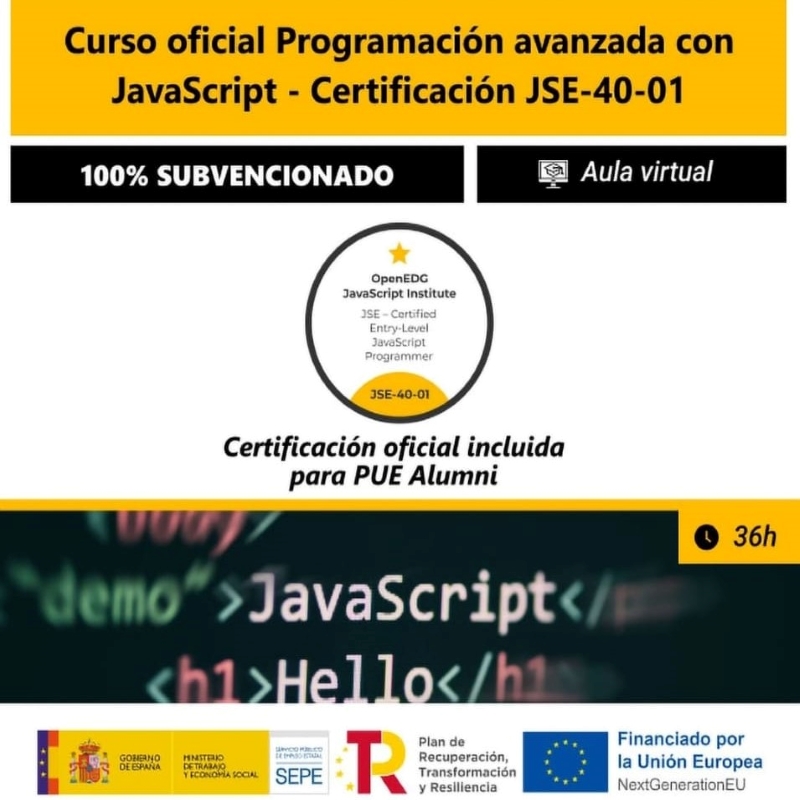 Curso oficial Programación avanzada con
JavaScript - Certificación JSE-40-01
100% SUBVENCIONADO
Aula virtual
OpenEDG
JavaScript Institute
JSE – Certified
Entry-Level
JavaScript
Programmer
JSE-40-01
Certificación oficial incluida
para PUE Alumni
36h
"demo">JavaScript</
<h1>Hello</h1
GOBIERNO
DE ESPAÑA
MINISTERIO
DE TRABAJO
Y ECONOMÍA SOCIAL
SERVICIO PÚBLICO
DE EMPLEO ESTATAL
SEPE
Plan de
Recuperación,
Transformación
y Resiliencia
Financiado por
la Unión Europea
NextGenerationEU